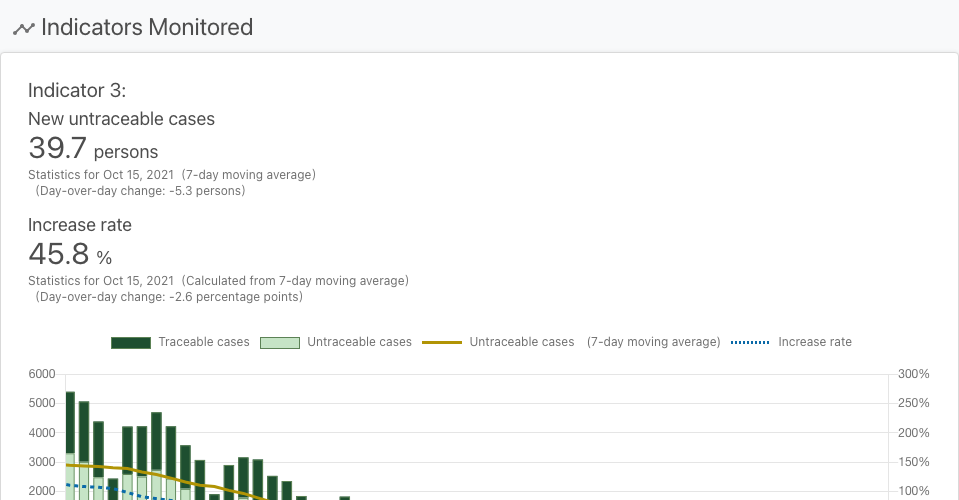 Indicators Monitored
Indicator 3:
New untraceable cases
39.7 persons
Statistics for Oct 15, 2021 (7-day moving average)
(Day-over-day change: -5.3 persons)
Increase rate
45.8 %
Statistics for Oct 15, 2021 (Calculated from 7-day moving average)
(Day-over-day change: -2.6 percentage points)
Traceable cases Untraceable cases Untraceable cases (7-day moving average) Increase rate
6000 300%
5000 250%
4000 200%
3000 150%
2000 100%